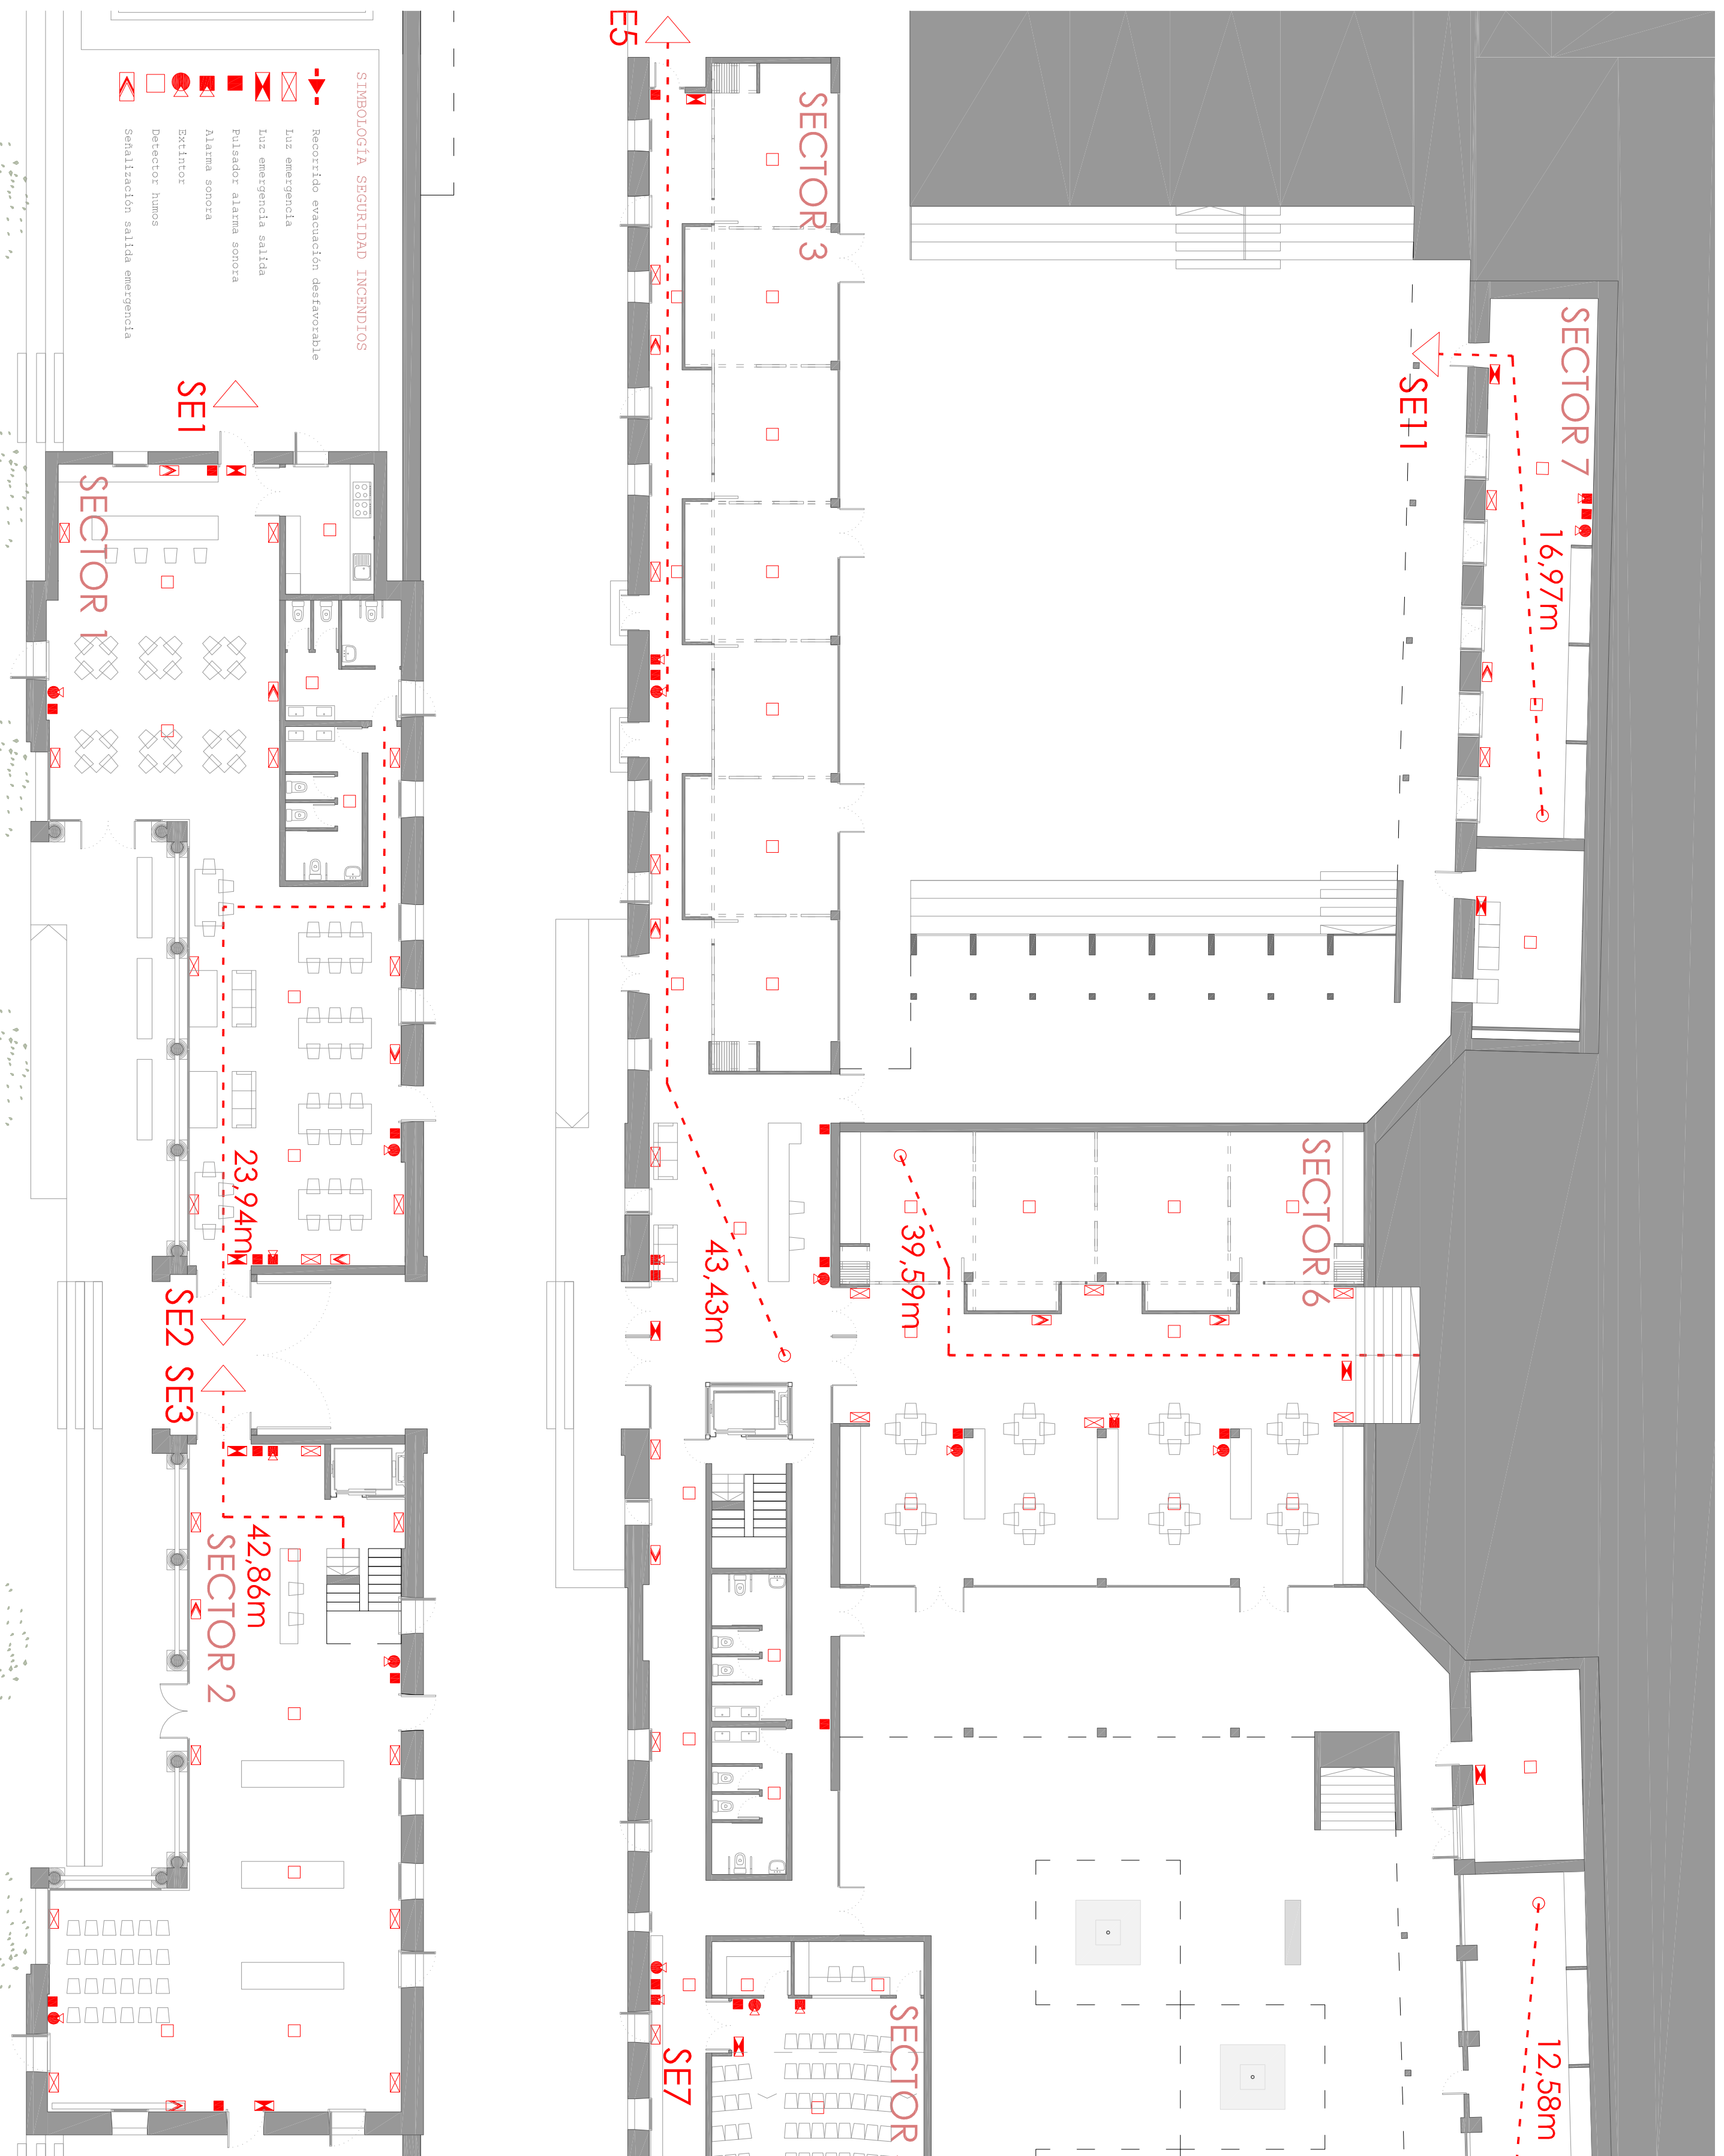 SIMBOLOGÍA SEGURIDAD INCENDIOS
Recorrido evacuación desfavorable
Luz emergencia
Luz emergencia salida
Pulsador alarma sonora
Alarma sonora
Extintor
Detector humos
Señalización salida emergencia
E5
SECTOR 3
SECTOR 7
SE11
16,97m
SE1
SECTOR 1
23,94m
SE2
SE3
42,86m
SECTOR 2
43,43m
39,59m
SECTOR 6
SE7
SECTOR
12,58m